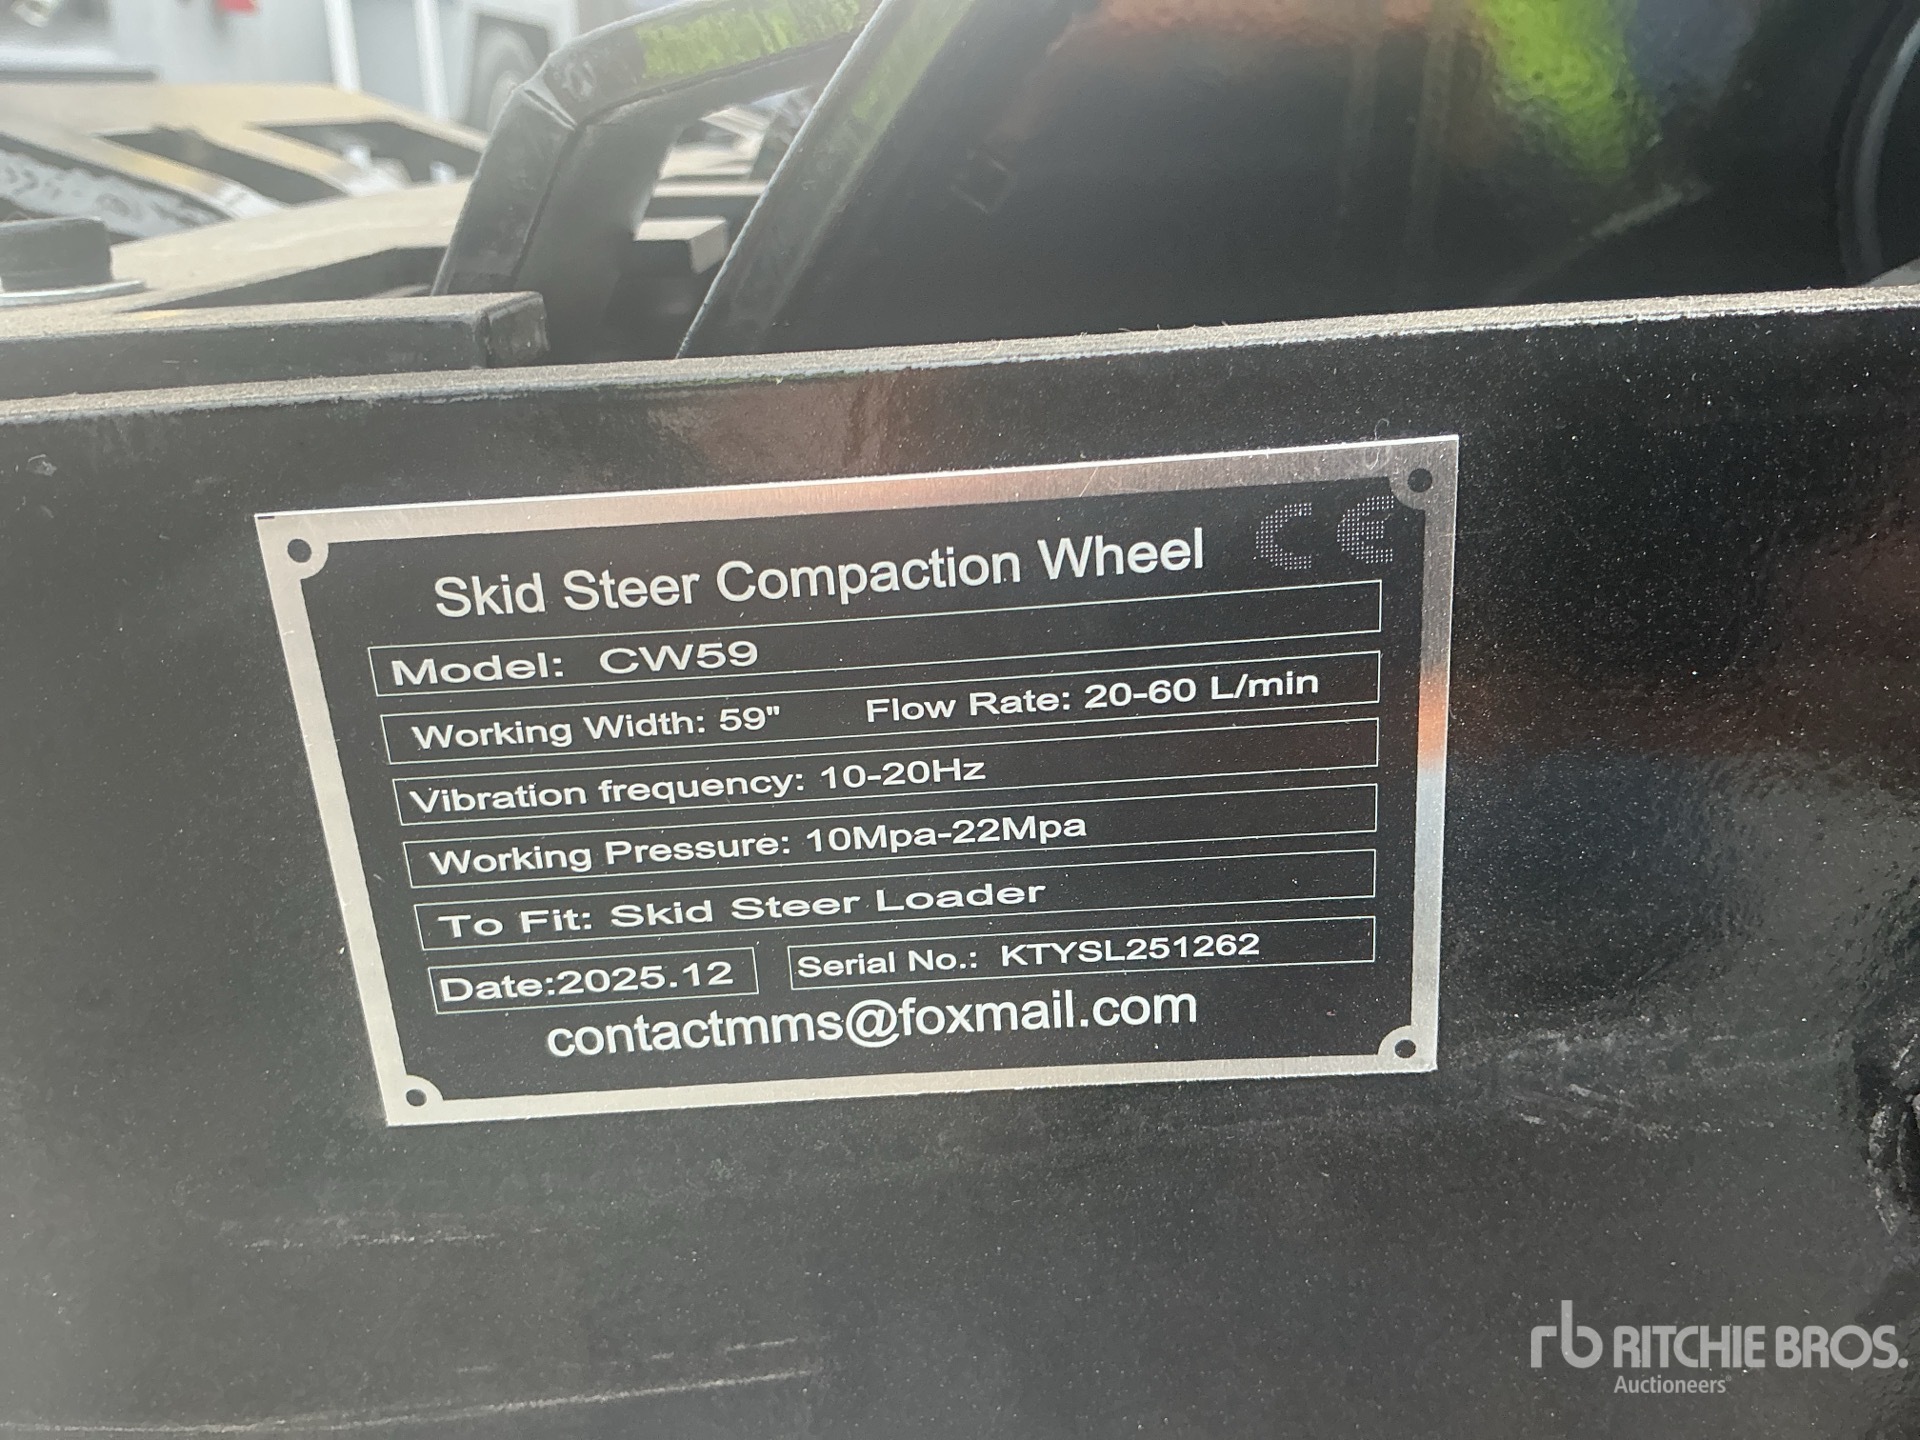 Skid Steer Compaction Wheel CE
Model: CW59
Working Width: 59" Flow Rate: 20-60 L/min
Vibration frequency: 10-20Hz
Working Pressure: 10Mpa-22Mpa
To Fit: Skid Steer Loader
Date:2025.12 Serial No.: KTYSL251262
contactmms@foxmail.com
rb RITCHIE BROS.
Auctioneers